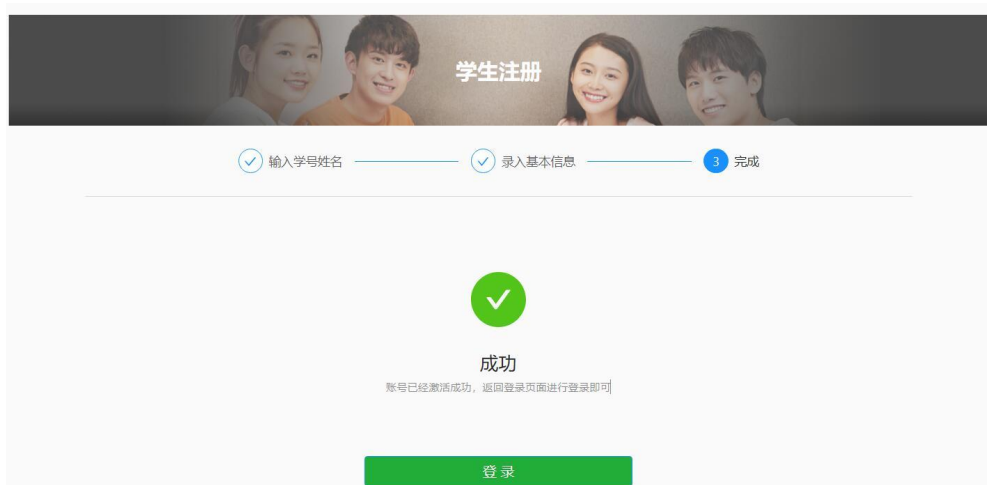 学生注册
输入学号姓名
录入基本信息
3 完成
成功
账号已经激活成功，返回登录页面进行登录即可
登 录